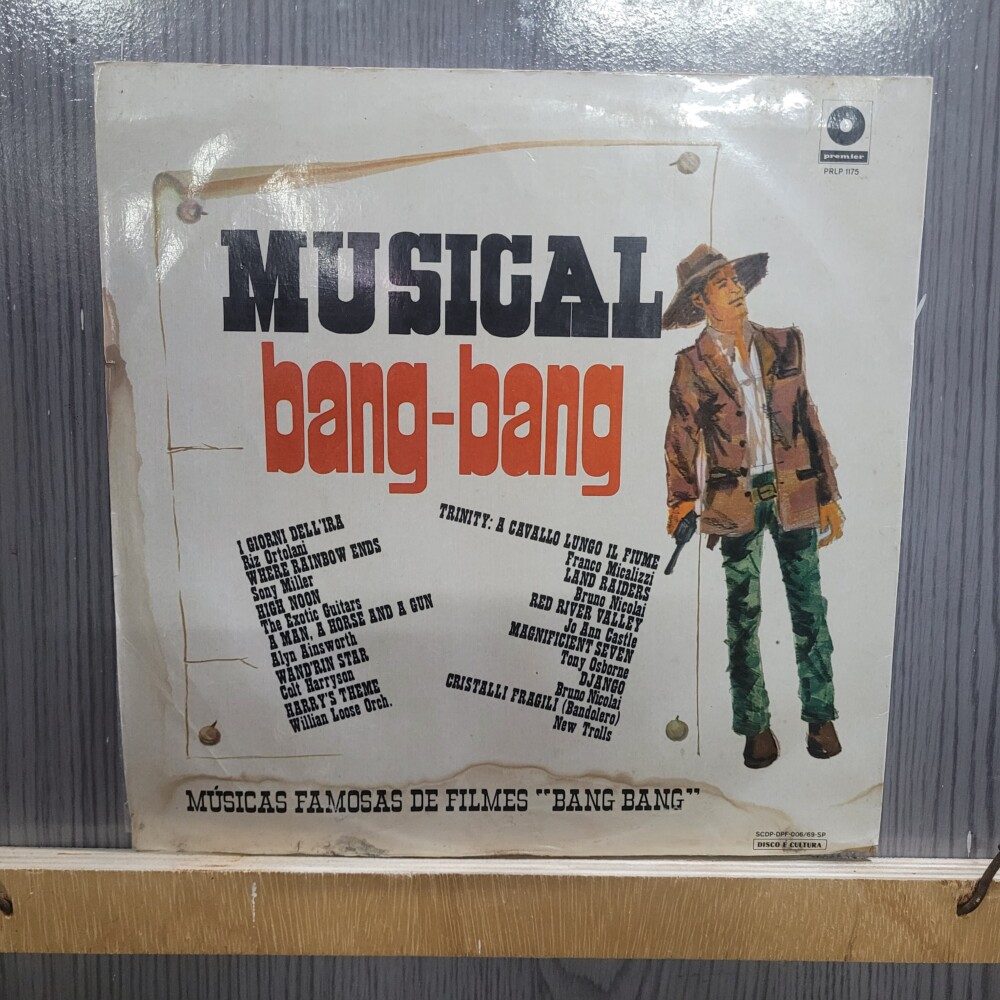 premier
PRLP 1175
MUSICAL
bang-bang
I GIORNI DELL'IRA
Riz Ortolani
WHERE RAINBOW ENDS
Sony Miller
HIGH NOON
The Exotic Guitars
A MAN, A HORSE AND A GUN
Alyn Ainsworth
WAND'RIN STAR
Colt Harryson
HARRY'S THEME
Willian Loose Orch.
TRINITY: A CAVALLO LUNGO IL FIUME
Franco Micalizzi
LAND RAIDERS
Bruno Nicolai
RED RIVER VALLEY
Jo Ann Castle
MAGNIFICIENT SEVEN
Tony Osborne
DJANGO
Bruno Nicolai
CRISTALLI FRAGILI (Bandolero)
New Trolls
MÚSICAS FAMOSAS DE FILMES "BANG BANG"
SCDP-DPF-006/69-SP
DISCO É CULTURA